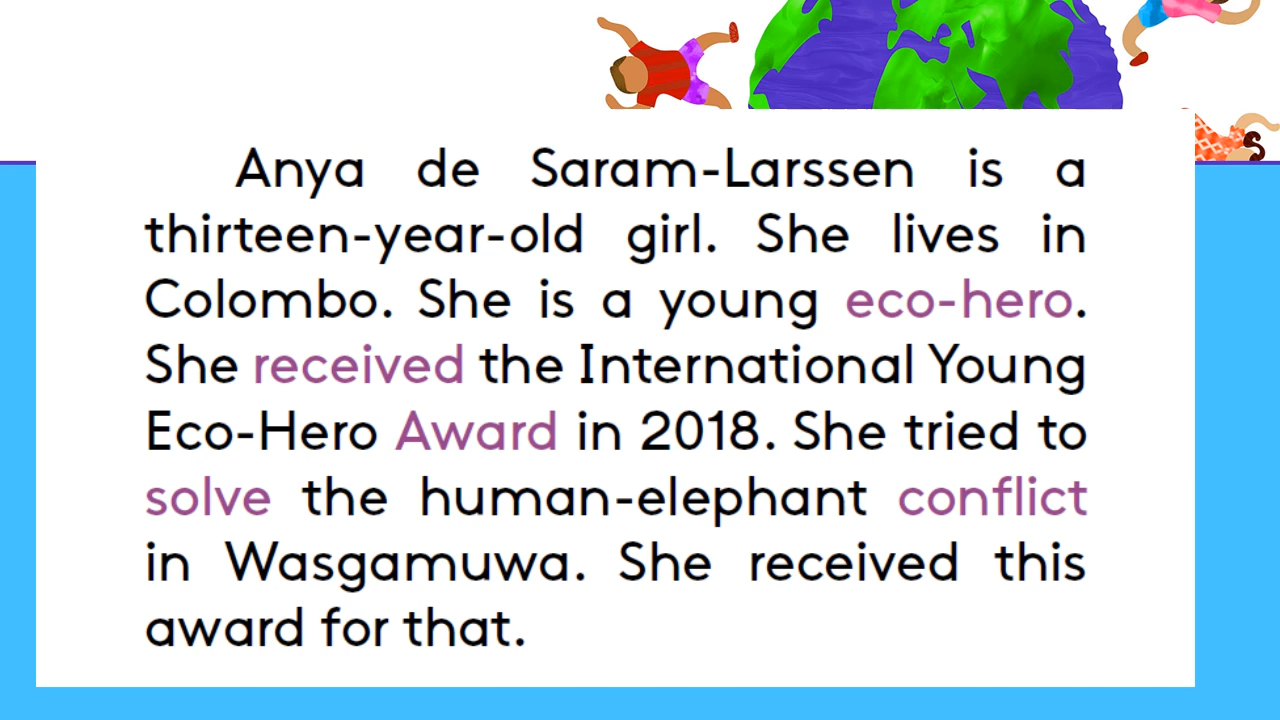 Anya de Saram-Larssen is a
thirteen-year-old girl. She lives in
Colombo. She is a young eco-hero.
She received the International Young
Eco-Hero Award in 2018. She tried to
solve the human-elephant conflict
in Wasgamuwa. She received this
award for that.